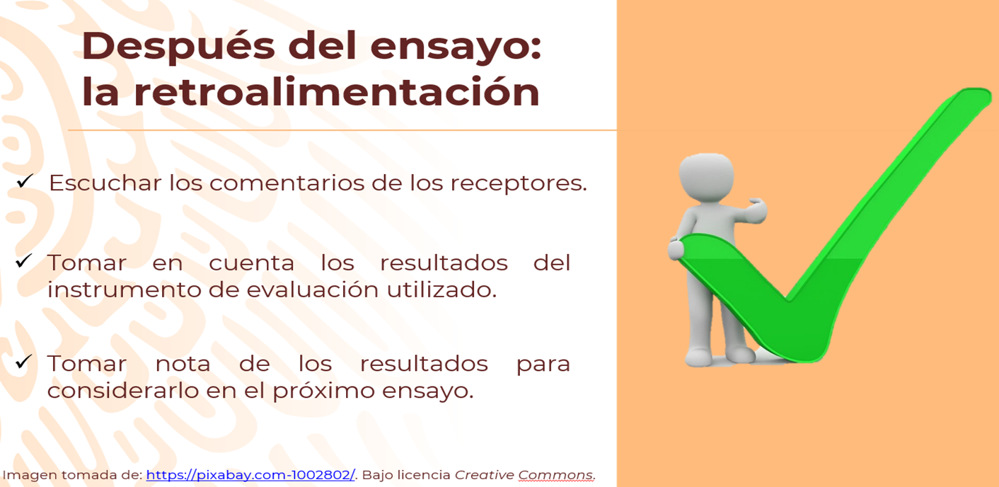 Después del ensayo:
la retroalimentación
✓ Escuchar los comentarios de los receptores.
✓ Tomar en cuenta los resultados del
instrumento de evaluación utilizado.
✓ Tomar nota de los resultados para
considerarlo en el próximo ensayo.
Imagen tomada de: https://pixabay.com-1002802/. Bajo licencia Creative Commons.